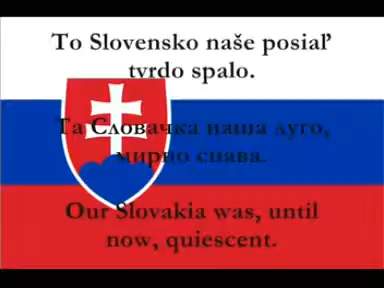 To Slovensko naše posiaľ
tvrdo spalo.
Та Словачка наша дуго,
мирно спава.
Our Slovakia was, until
now, quiescent.